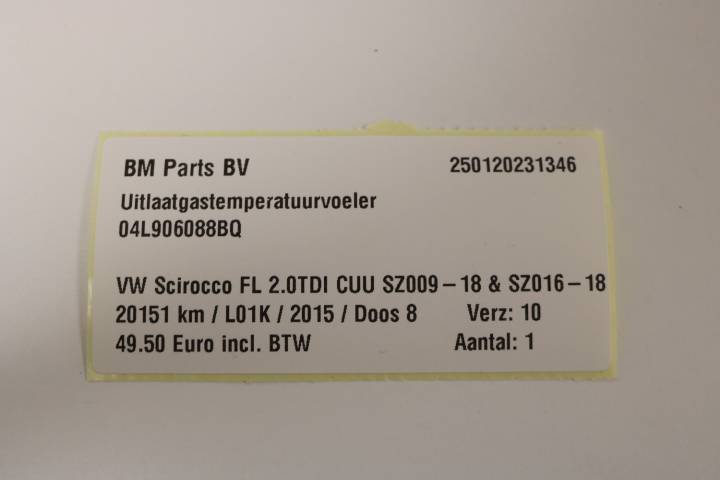 BM Parts BV 250120231346
Uitlaatgastemperatuurvoeler
04L906088BQ
VW Scirocco FL 2.0TDI CUU SZ009-18 & SZ016-18
20151 km / L01K / 2015 / Doos 8 Verz: 10
49.50 Euro incl. BTW Aantal: 1